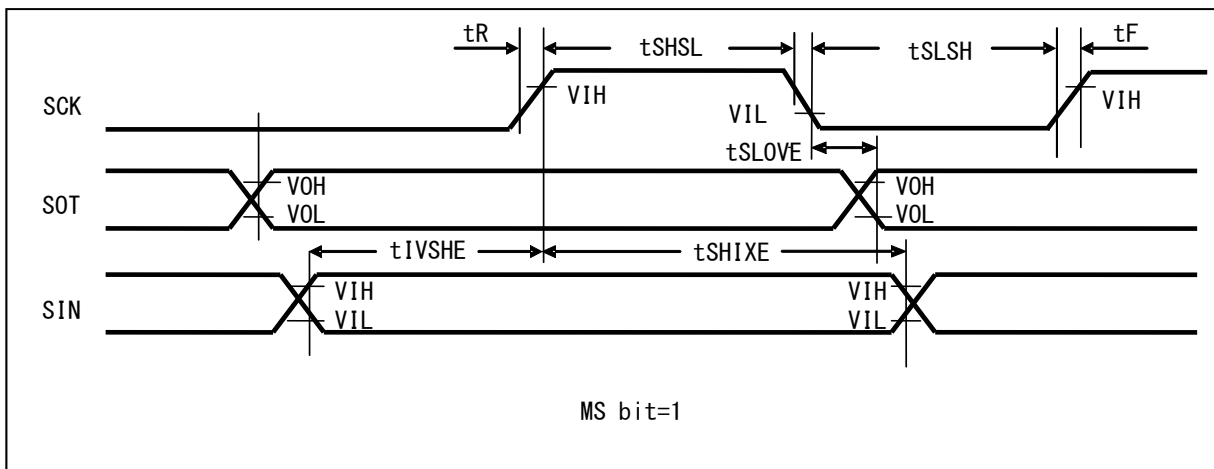 tR tSHSL tSLSH tF
SCK VIH VIL VIH
tSLOVE
SOT VOH VOH
VOL VOL
tIVSHE tSHIXE
SIN VIH VIH
VIL VIL
MS bit=1